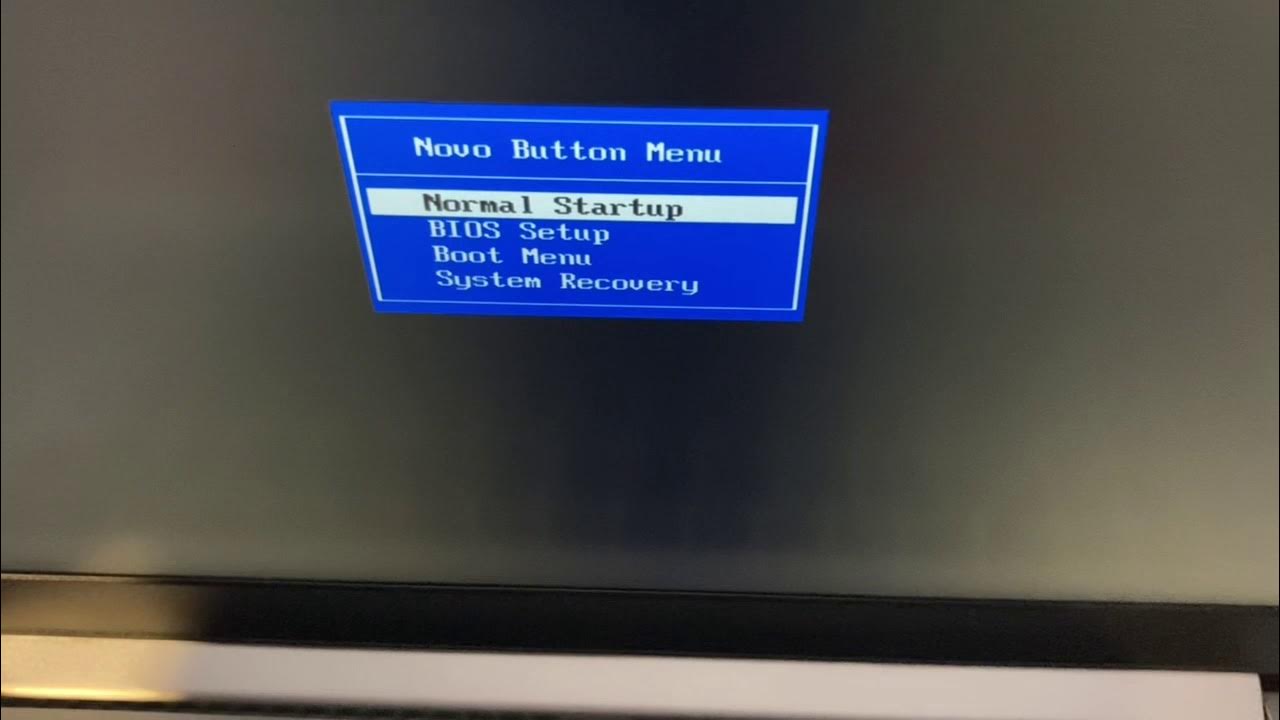 Novo Button Menu
Normal Startup
BIOS Setup
Boot Menu
System Recovery